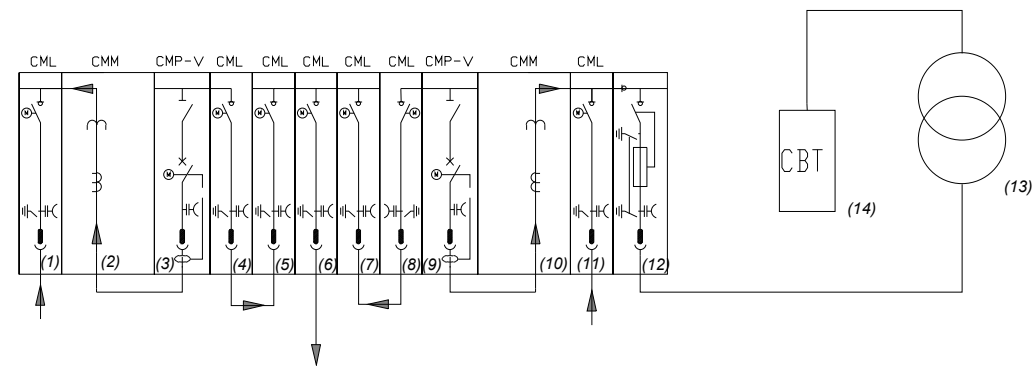 CML CMM CMP-V CML CML CML CML CML CMP-V CMM CML
M M M M M M M M M
CBT
(13)
(14)
(1) (2) (3) (4) (5) (6) (7) (8) (9) (10) (11) (12)